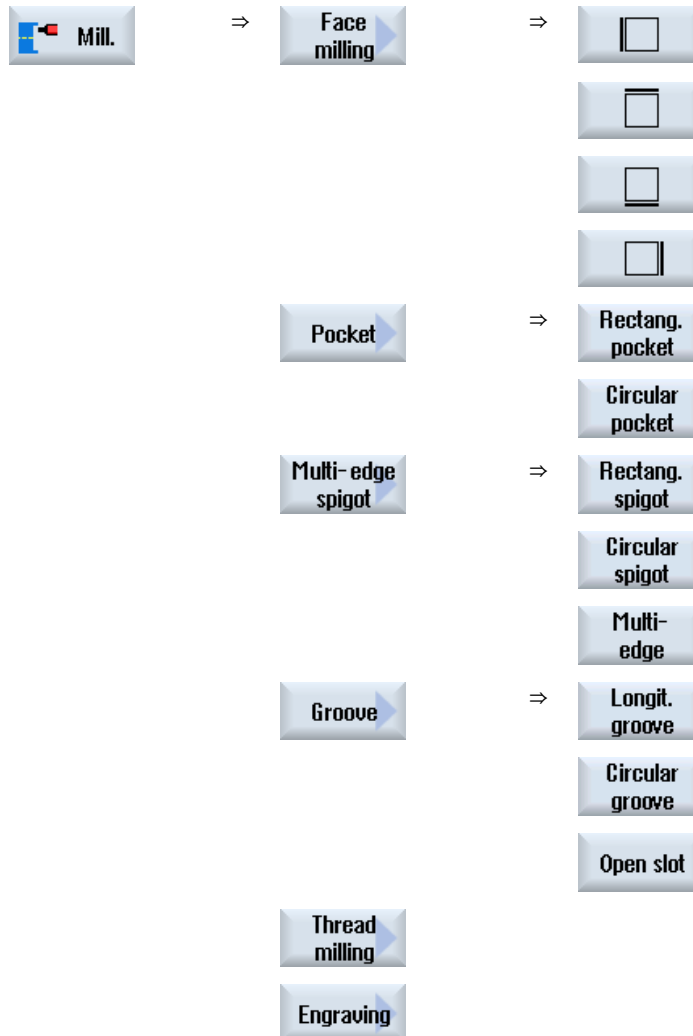 Mill.
⇒
Face
milling
⇒
Pocket
⇒
Rectang.
pocket
Circular
pocket
Multi-edge
spigot
⇒
Rectang.
spigot
Circular
spigot
Multi-
edge
Groove
⇒
Longit.
groove
Circular
groove
Open slot
Thread
milling
Engraving